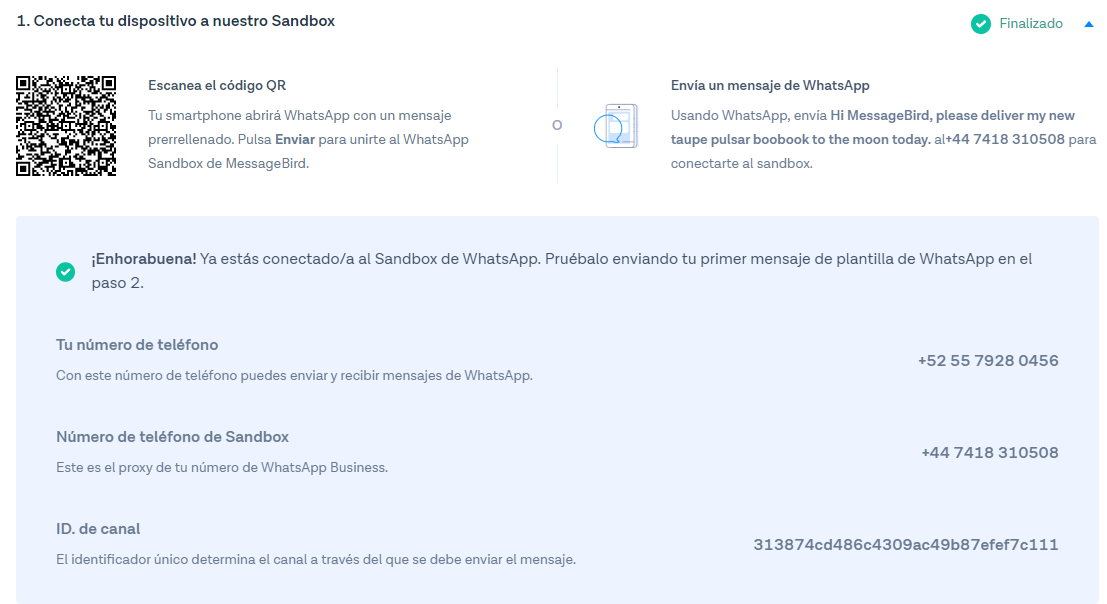 1. Conecta tu dispositivo a nuestro Sandbox
Finalizado
Escanea el código QR
Tu smartphone abrirá WhatsApp con un mensaje
prerrellenado. Pulsa Enviar para unirte al WhatsApp
Sandbox de MessageBird.
O
Envía un mensaje de WhatsApp
Usando WhatsApp, envía Hi MessageBird, please deliver my new
taupe pulsar boobook to the moon today. al+44 7418 310508 para
conectarte al sandbox.
¡Enhorabuena! Ya estás conectado/a al Sandbox de WhatsApp. Pruébalo enviando tu primer mensaje de plantilla de WhatsApp en el
paso 2.
Tu número de teléfono
Con este número de teléfono puedes enviar y recibir mensajes de WhatsApp.
+52 55 7928 0456
Número de teléfono de Sandbox
Este es el proxy de tu número de WhatsApp Business.
+44 7418 310508
ID. de canal
El identificador único determina el canal a través del que se debe enviar el mensaje.
313874cd486c4309ac49b87efef7c111